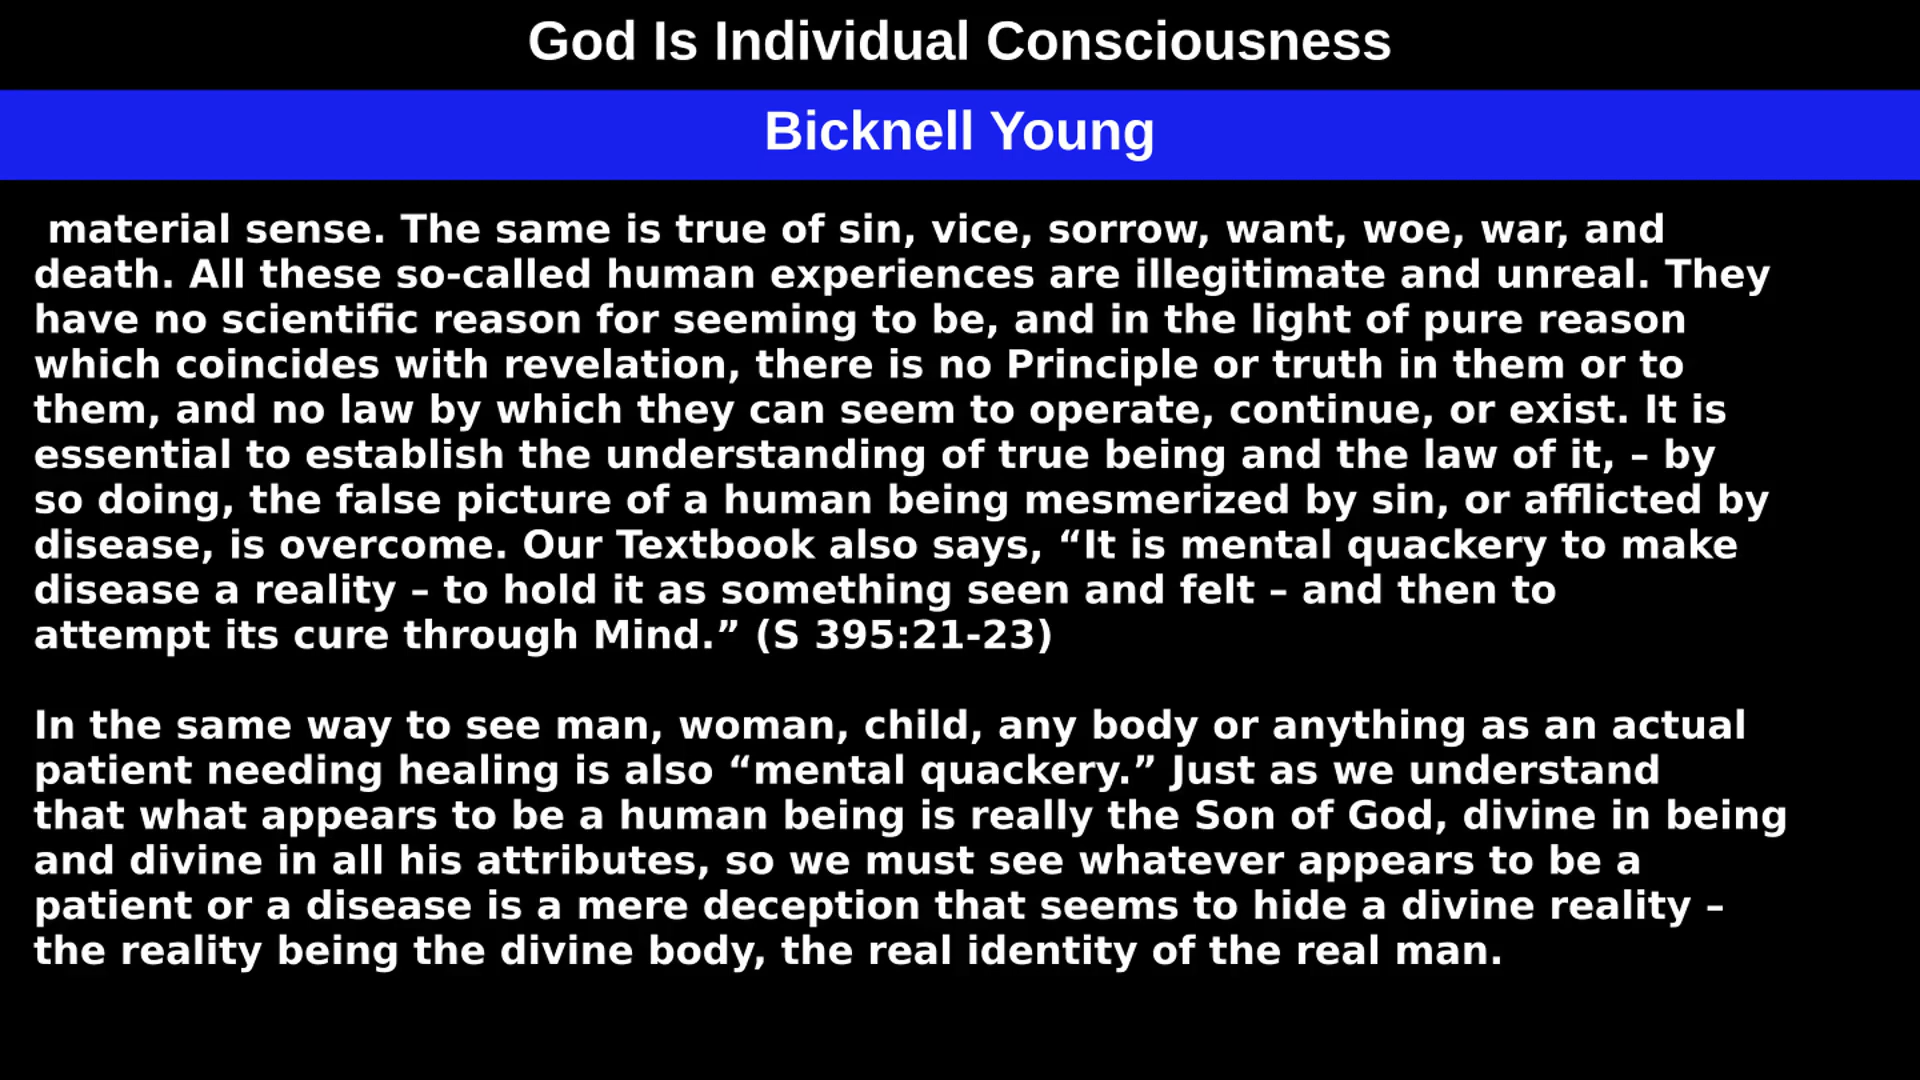 God Is Individual Consciousness
Bicknell Young
material sense. The same is true of sin, vice, sorrow, want, woe, war, and
death. All these so-called human experiences are illegitimate and unreal. They
have no scientific reason for seeming to be, and in the light of pure reason
which coincides with revelation, there is no Principle or truth in them or to
them, and no law by which they can seem to operate, continue, or exist. It is
essential to establish the understanding of true being and the law of it, – by
so doing, the false picture of a human being mesmerized by sin, or afflicted by
disease, is overcome. Our Textbook also says, “It is mental quackery to make
disease a reality – to hold it as something seen and felt – and then to
attempt its cure through Mind.” (S 395:21-23)
In the same way to see man, woman, child, any body or anything as an actual
patient needing healing is also “mental quackery.” Just as we understand
that what appears to be a human being is really the Son of God, divine in being
and divine in all his attributes, so we must see whatever appears to be a
patient or a disease is a mere deception that seems to hide a divine reality –
the reality being the divine body, the real identity of the real man.